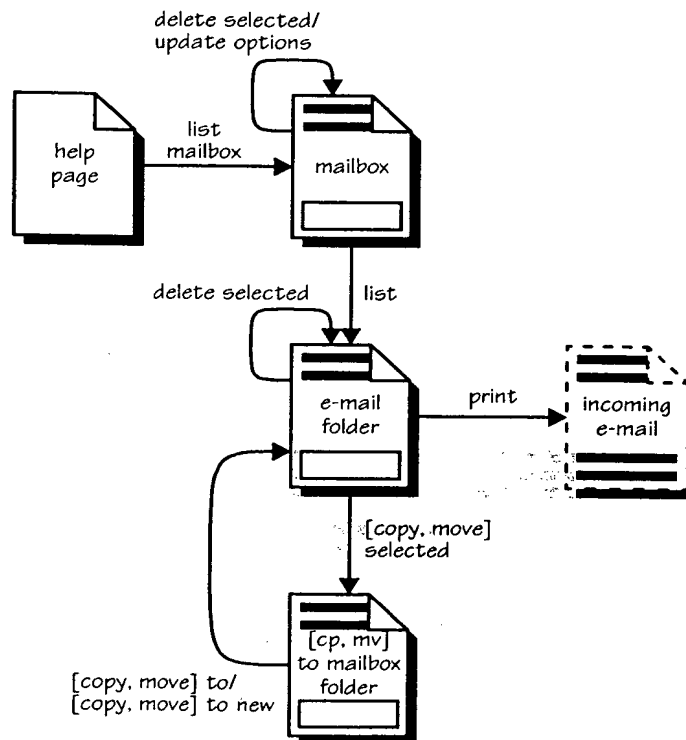 delete selected/
update options
help
page
list
mailbox
mailbox
delete selected
list
e-mail
folder
print
incoming
e-mail
[copy, move]
selected
[cp, mv]
to mailbox
folder
[copy, move] to/
[copy, move] to new